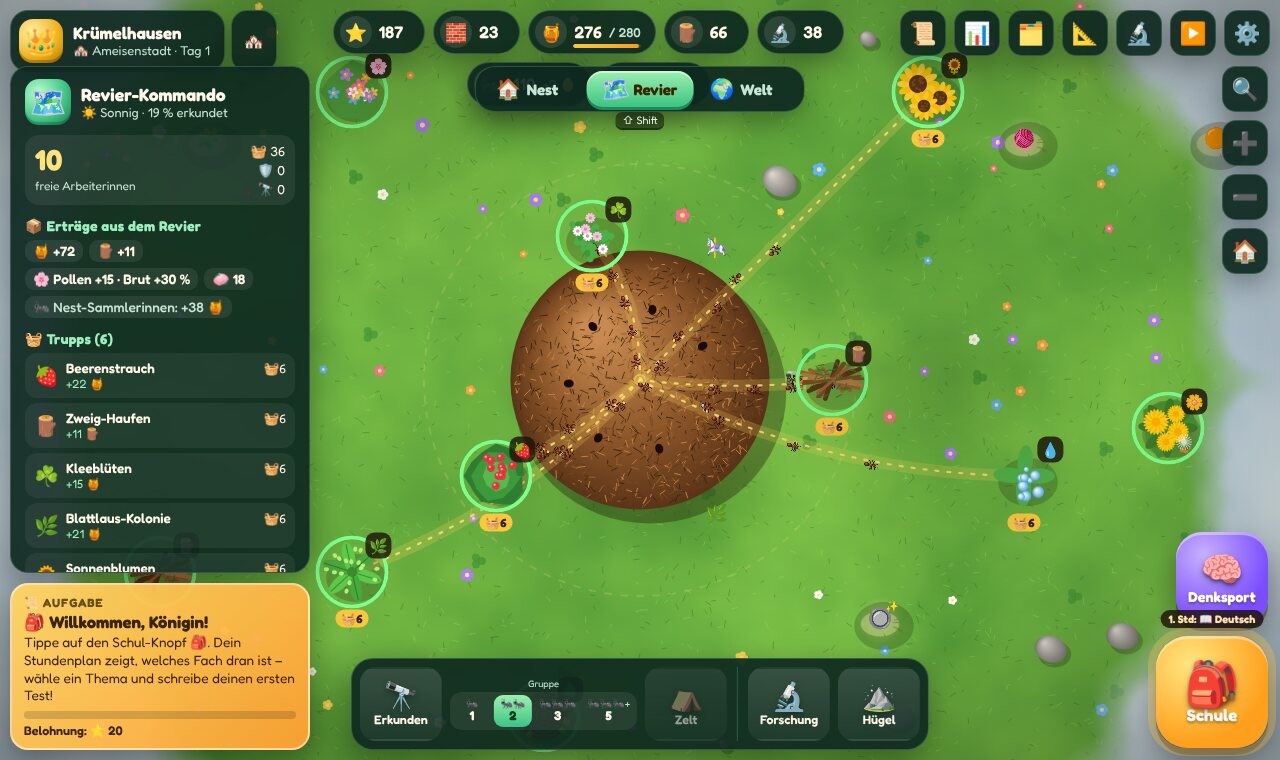 Krümelhausen
Ameisenstadt · Tag 1
187
23
276 / 280
66
38
Nest
Revier
Welt
⇧ Shift
Revier-Kommando
Sonnig · 19 % erkundet
10
freie Arbeiterinnen
36
0
0
Erträge aus dem Revier
+72
+11
Pollen +15 · Brut +30 %
18
Nest-Sammlerinnen: +38
Trupps (6)
Beerenstrauch
6
+22
Zweig-Haufen
6
+11
Kleeblüten
6
+15
Blattlaus-Kolonie
6
+21
Sonnenblumen
6
6
6
6
6
6
6
AUFGABE
Willkommen, Königin!
Tippe auf den Schul-Knopf. Dein
Stundenplan zeigt, welches Fach dran ist –
wähle ein Thema und schreibe deinen ersten
Test!
Belohnung: 20
Erkunden
Gruppe
1
2
3
5
Zelt
Forschung
Hügel
Denksport
1. Std: Deutsch
Schule